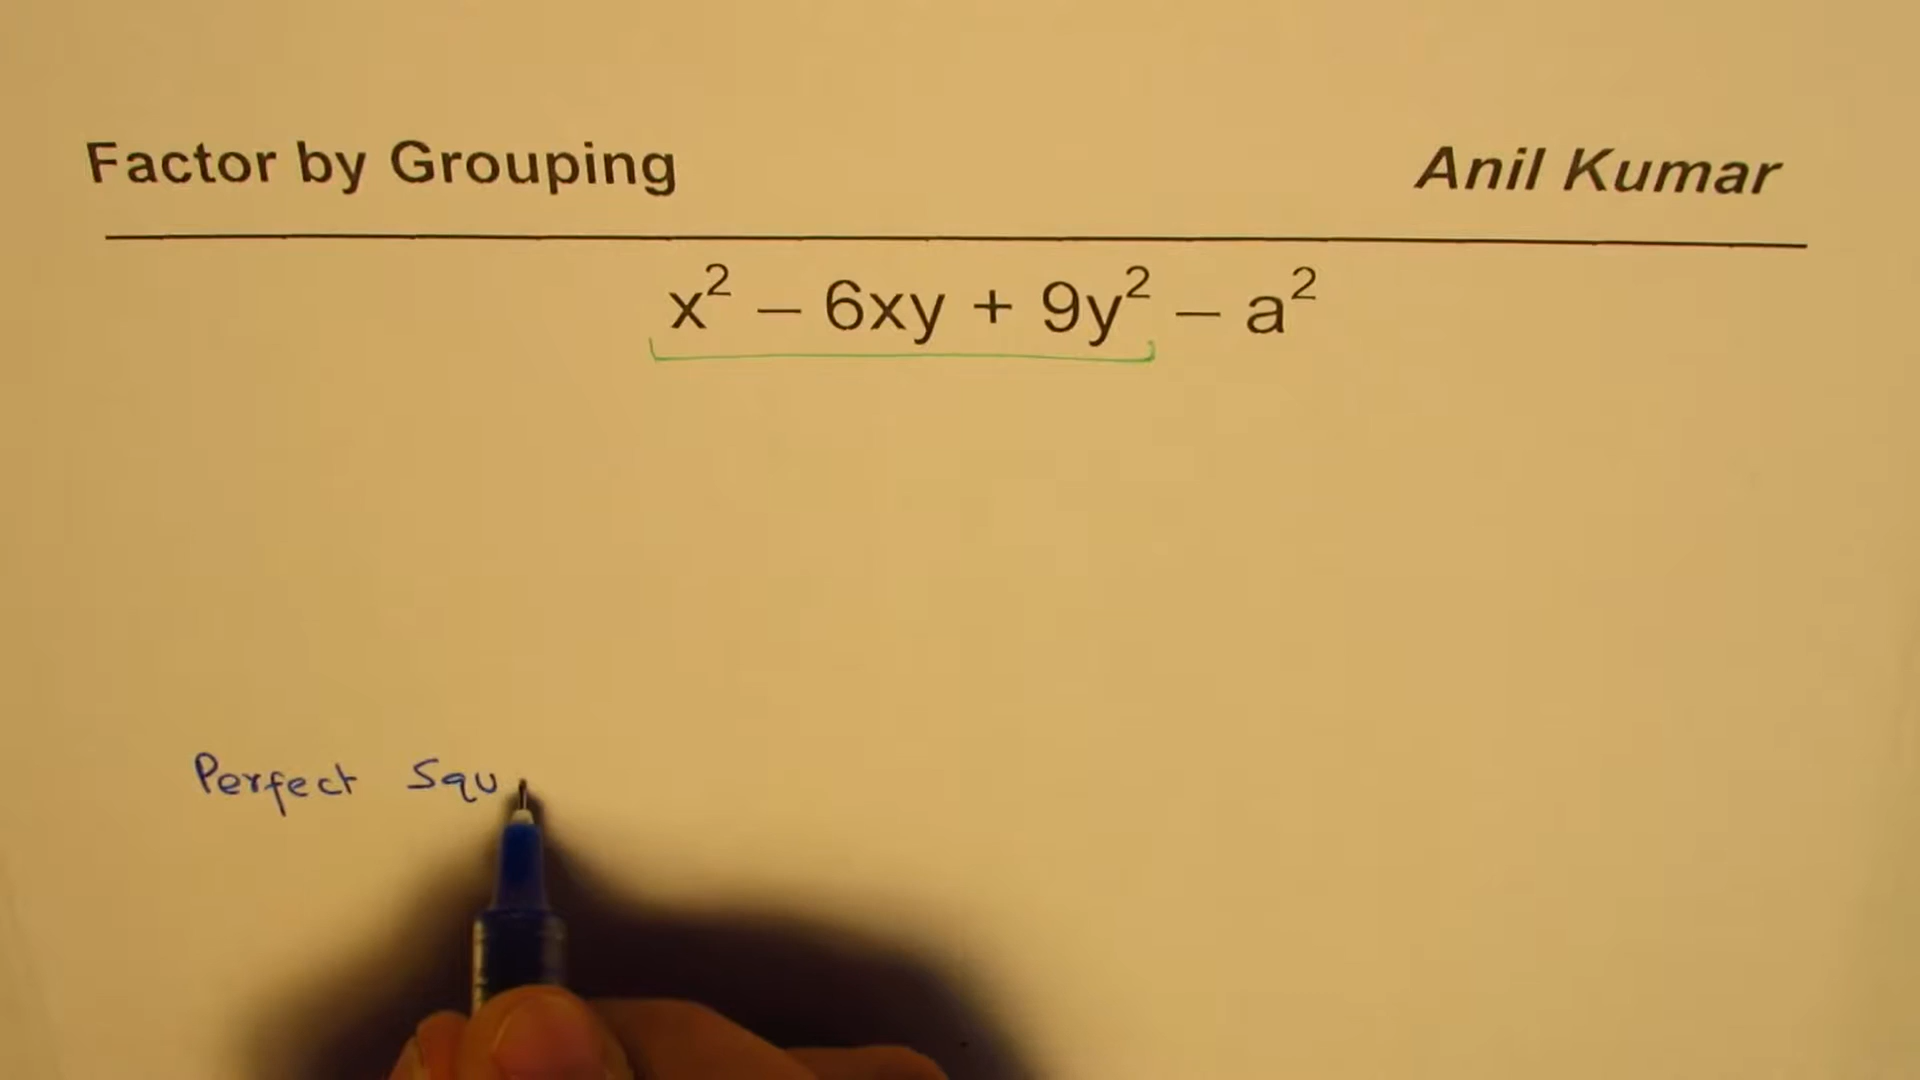 Factor by Grouping Anil Kumar
x² – 6xy + 9y² – a²
Perfect Squ